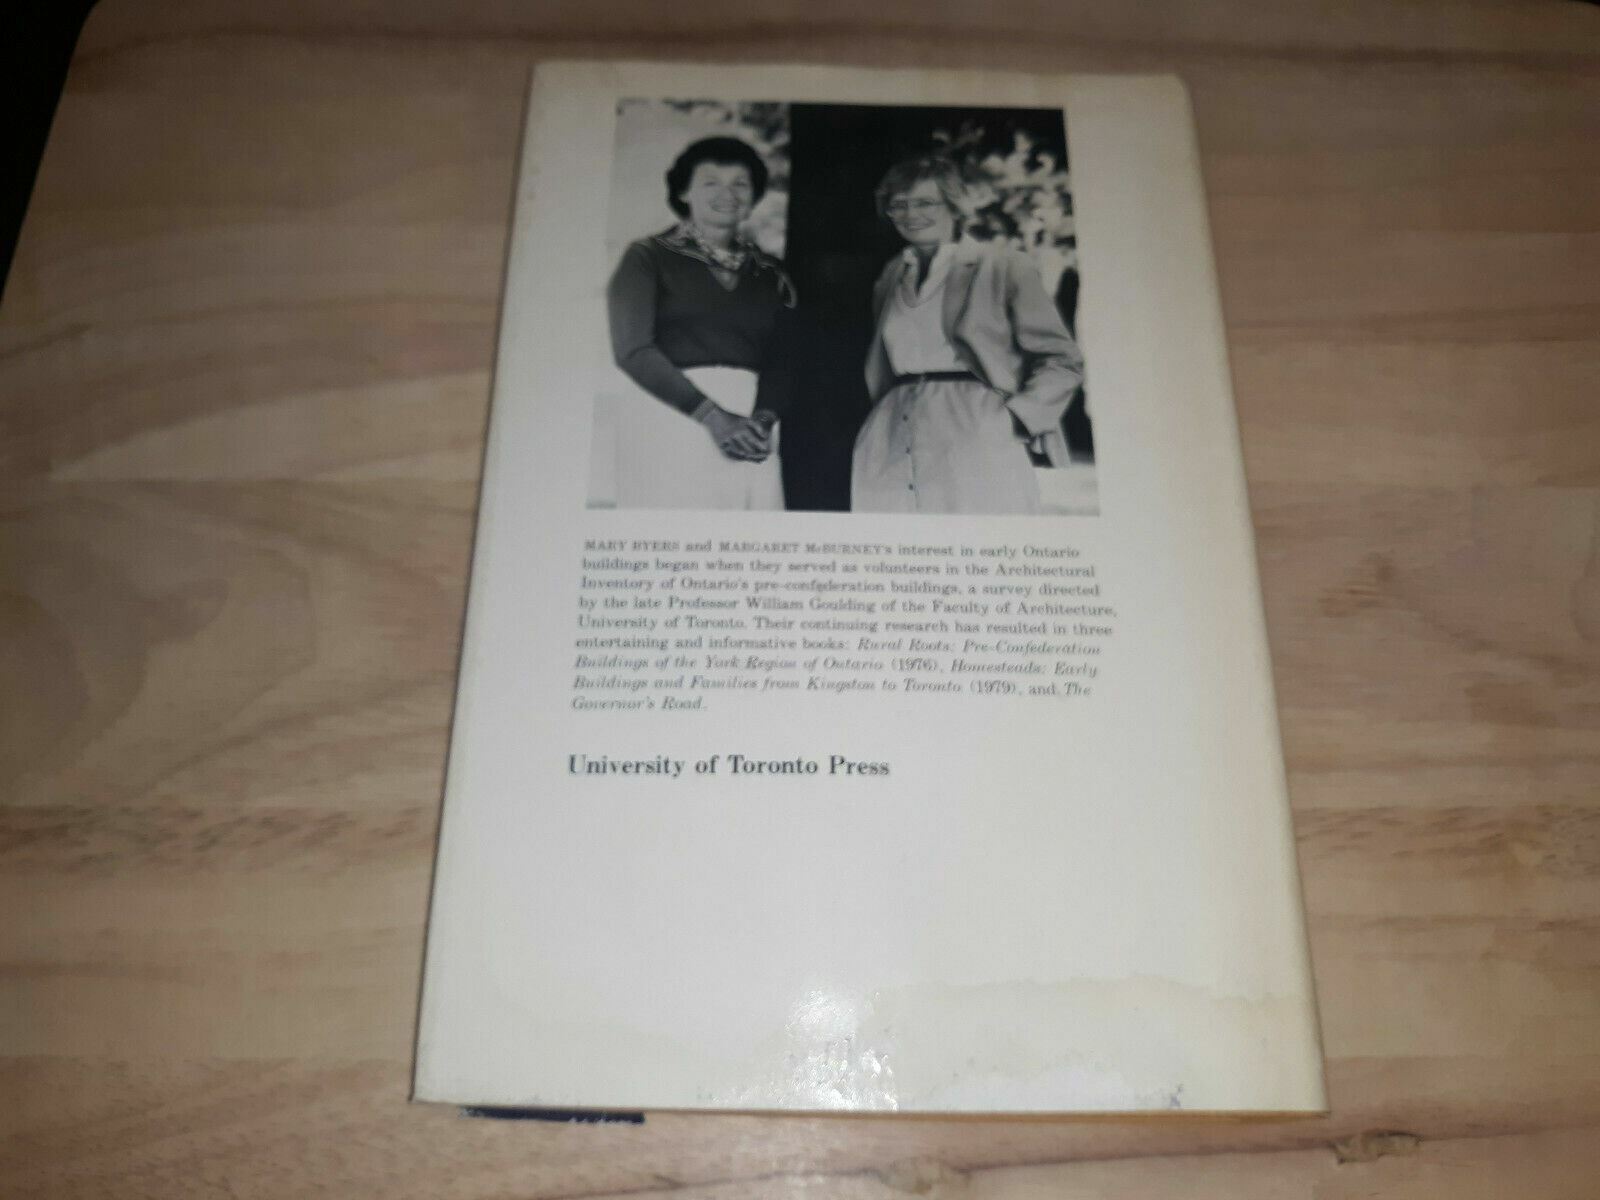 MARY BYERS and MARGARET McBURNEY's interest in early Ontario
buildings began when they served as volunteers in the Architectural
Inventory of Ontario's pre-confederation buildings, a survey directed
by the late Professor William Goulding of the Faculty of Architecture,
University of Toronto. Their continuing research has resulted in three
entertaining and informative books: Rural Roots: Pre-Confederation
Buildings of the York Region of Ontario (1976), Homesteads: Early
Buildings and Families from Kingston to Toronto (1979), and The
Governor's Road.
University of Toronto Press